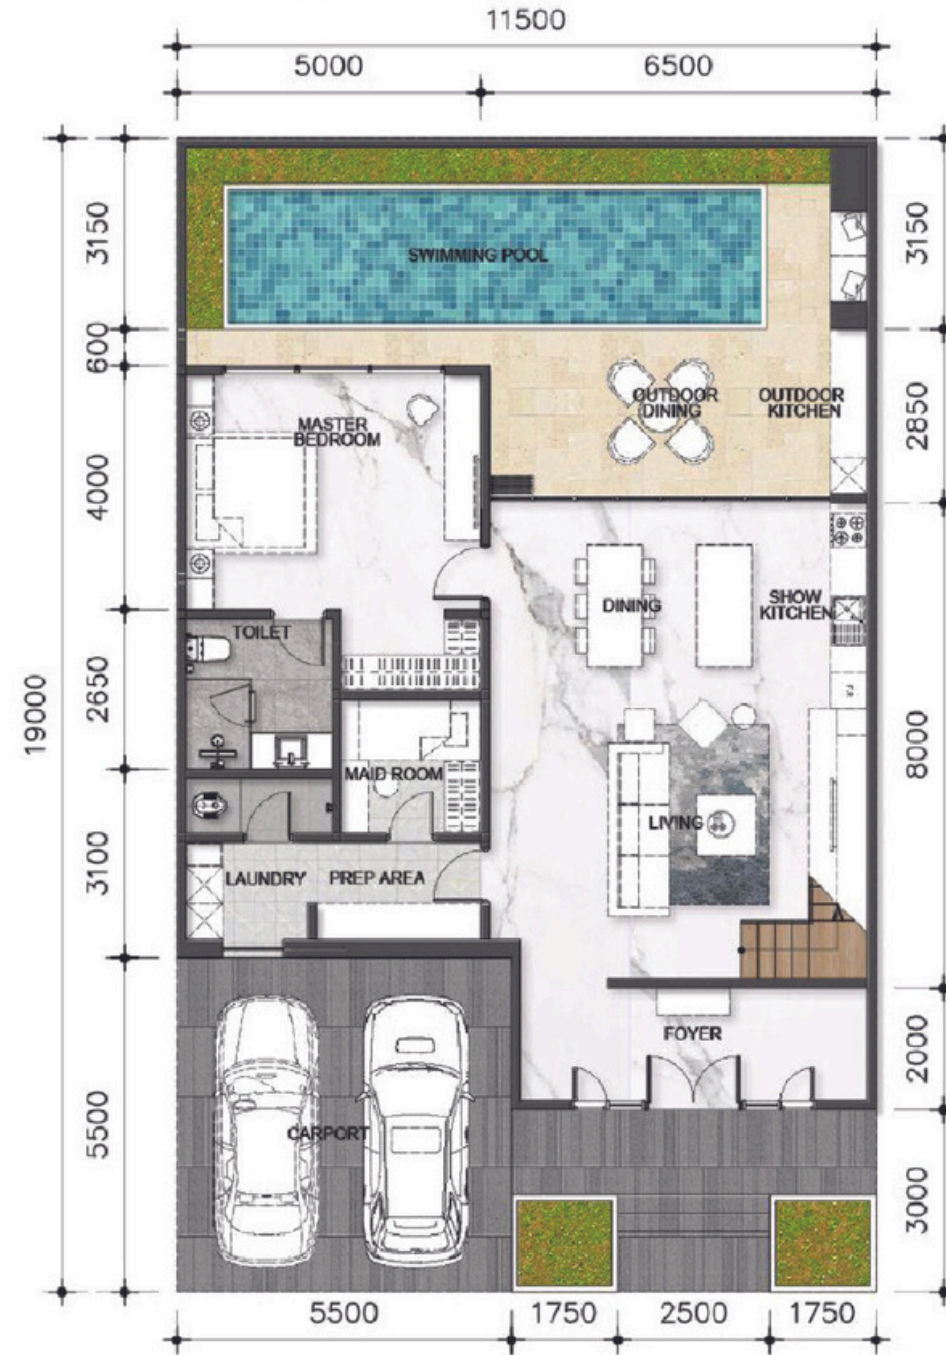 11500
5000
6500
3150
600
4000
2650
3100
5500
19000
SWIMMING POOL
OUTDOOR
DINING
OUTDOOR
KITCHEN
MASTER
BEDROOM
TOILET
DINING
SHOW
KITCHEN
MAID ROOM
LIVING
LAUNDRY
PREP AREA
FOYER
CARPORT
3150
2850
8000
2000
3000
5500
1750
2500
1750